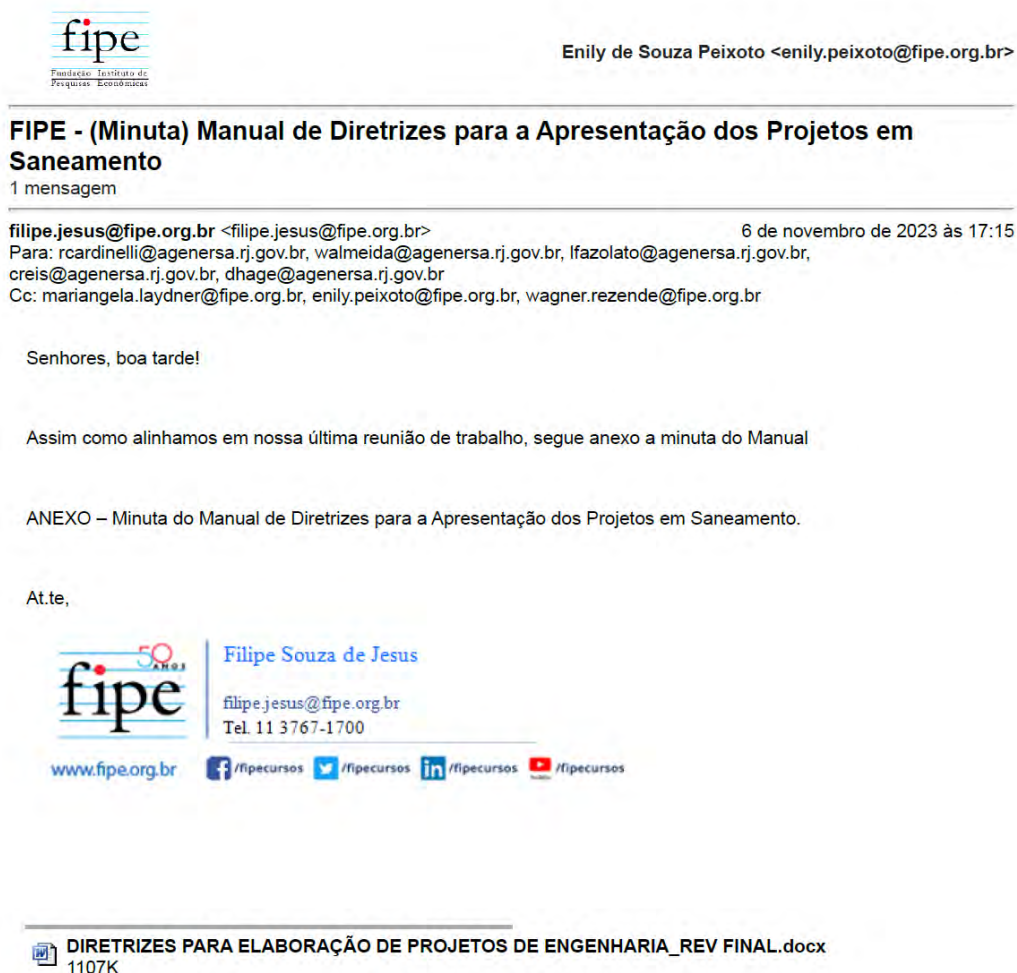 fipe
Fundação Instituto de
Pesquisas Econômicas
Enily de Souza Peixoto <enily.peixoto@fipe.org.br>
FIPE - (Minuta) Manual de Diretrizes para a Apresentação dos Projetos em
Saneamento
1 mensagem
filipe.jesus@fipe.org.br <filipe.jesus@fipe.org.br> 6 de novembro de 2023 às 17:15
Para: rcardinelli@agenersa.rj.gov.br, walmeida@agenersa.rj.gov.br, lfazolato@agenersa.rj.gov.br,
creis@agenersa.rj.gov.br, dhage@agenersa.rj.gov.br
Cc: mariangela.laydner@fipe.org.br, enily.peixoto@fipe.org.br, wagner.rezende@fipe.org.br
Senhores, boa tarde!
Assim como alinhamos em nossa última reunião de trabalho, segue anexo a minuta do Manual
ANEXO – Minuta do Manual de Diretrizes para a Apresentação dos Projetos em Saneamento.
At.te,
50 ANOS
fipe
Filipe Souza de Jesus
filipe.jesus@fipe.org.br
Tel. 11 3767-1700
www.fipe.org.br /fipecursos /fipecursos in /fipecursos /fipecursos
DIRETRIZES PARA ELABORAÇÃO DE PROJETOS DE ENGENHARIA_REV FINAL.docx
1107K